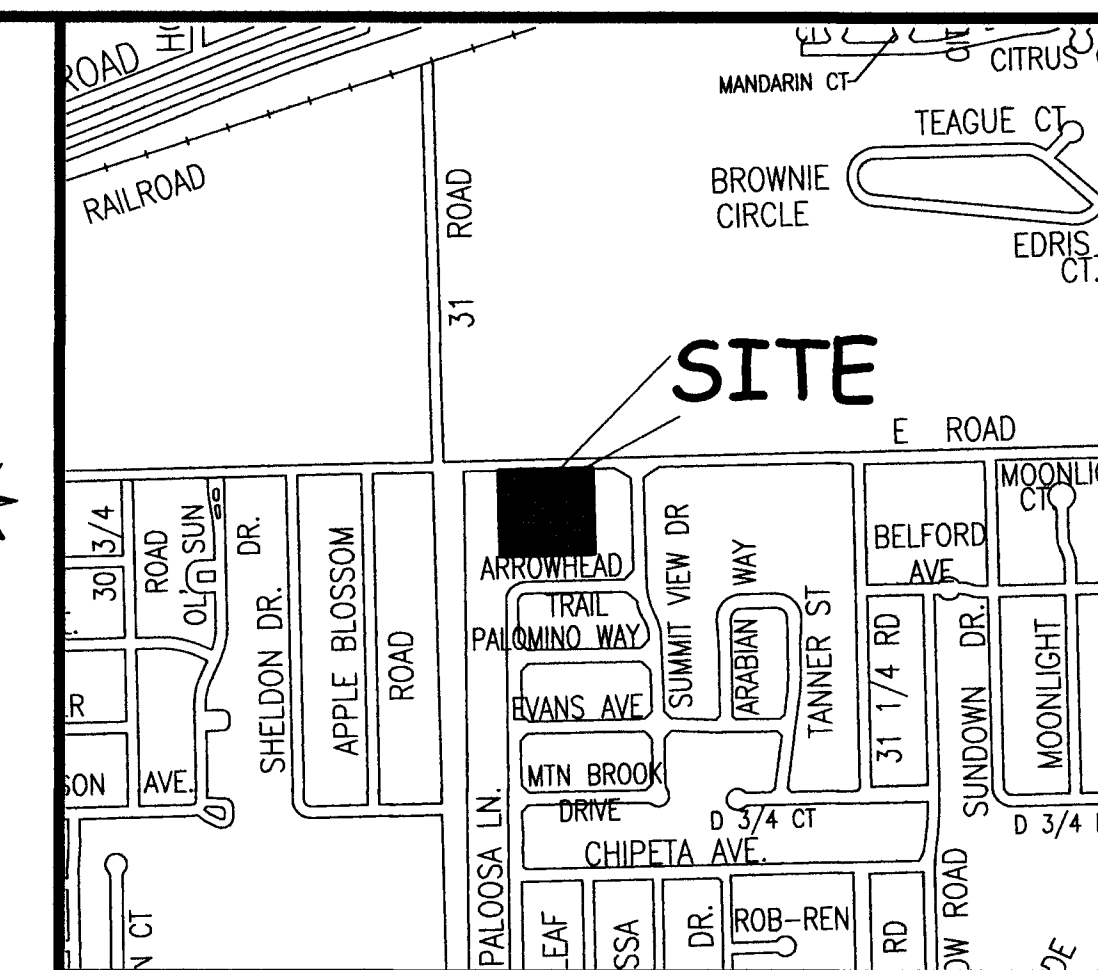 ROAD
MANDARIN CT
CITRUS
TEAGUE CT
BROWNIE
CIRCLE
EDRIS
CT.
RAILROAD
31 ROAD
SITE
E ROAD
30 3/4
ROAD
OL' SUN
DR.
SHELDON DR.
APPLE BLOSSOM
ROAD
ARROWHEAD
TRAIL
PALOMINO WAY
EVANS AVE
MTN BROOK
DRIVE
SUMMIT VIEW DR
ARABIAN WAY
TANNER ST
BELFORD
AVE
31 1/4 RD
SUNDOWN DR.
CT
MOONLIGHT
AVE.
D 3/4 CT
D 3/4
CHIPETA AVE.
PALOOSA LN.
LEAF
SSA
DR.
ROB-REN
RD
OW ROAD
CT